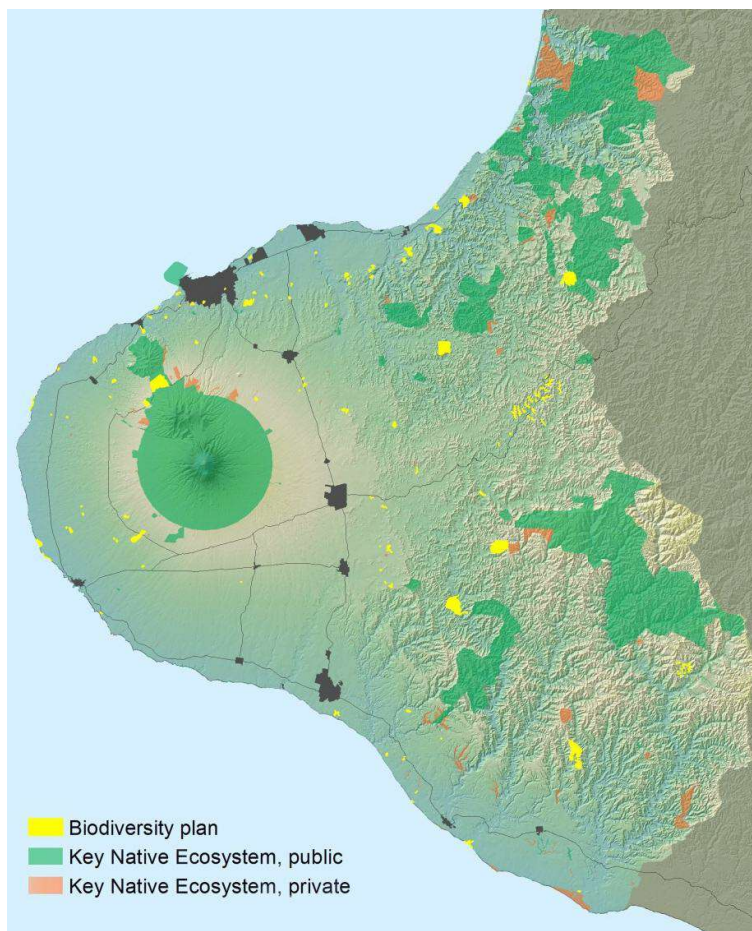 Biodiversity plan
Key Native Ecosystem, public
Key Native Ecosystem, private